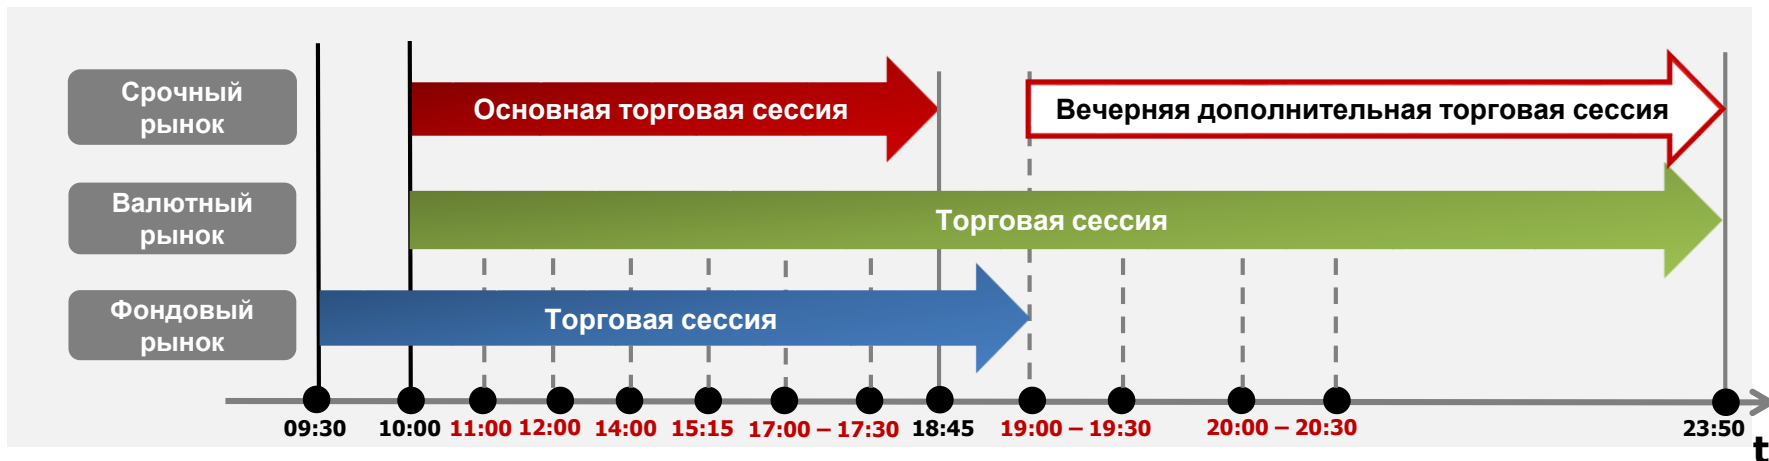 Срочный
рынок
Основная торговая сессия
Вечерняя дополнительная торговая сессия
Валютный
рынок
Торговая сессия
Фондовый
рынок
Торговая сессия
09:30 10:00 11:00 12:00 14:00 15:15 17:00 – 17:30 18:45 19:00 – 19:30 20:00 – 20:30 23:50
t